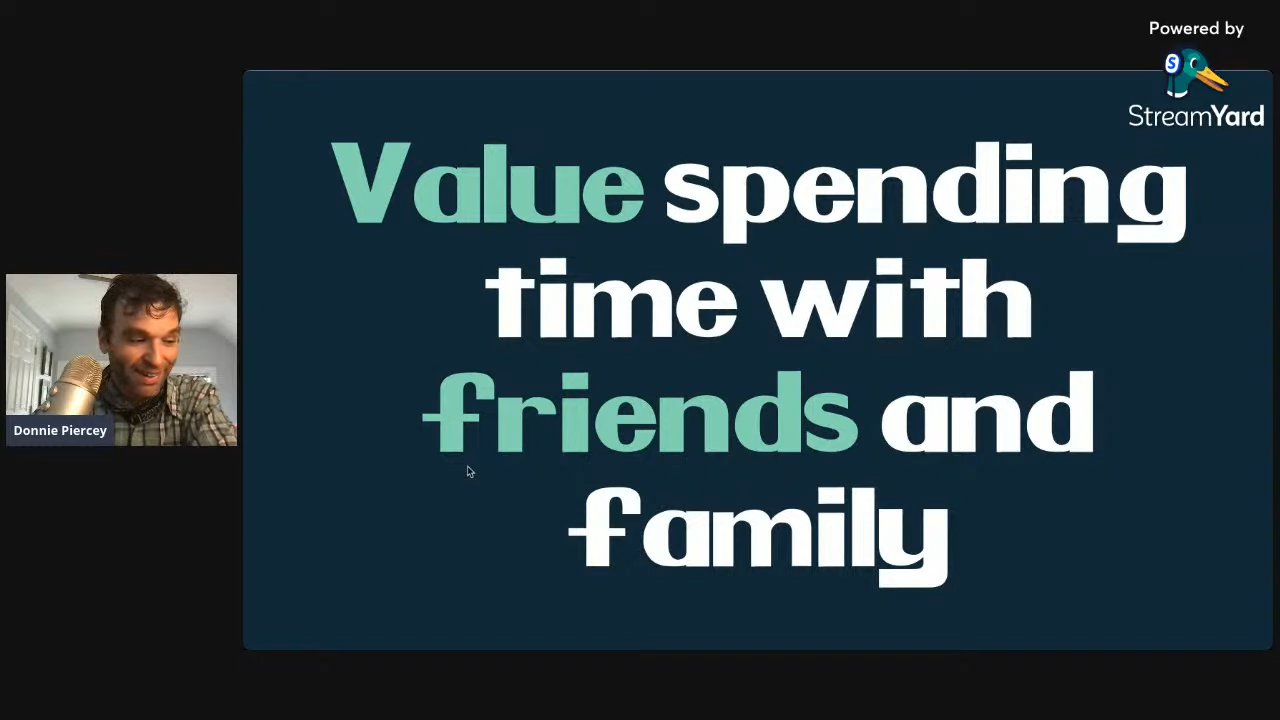 Powered by
S
StreamYard
Value spending
time with
friends and
family
Donnie Piercey